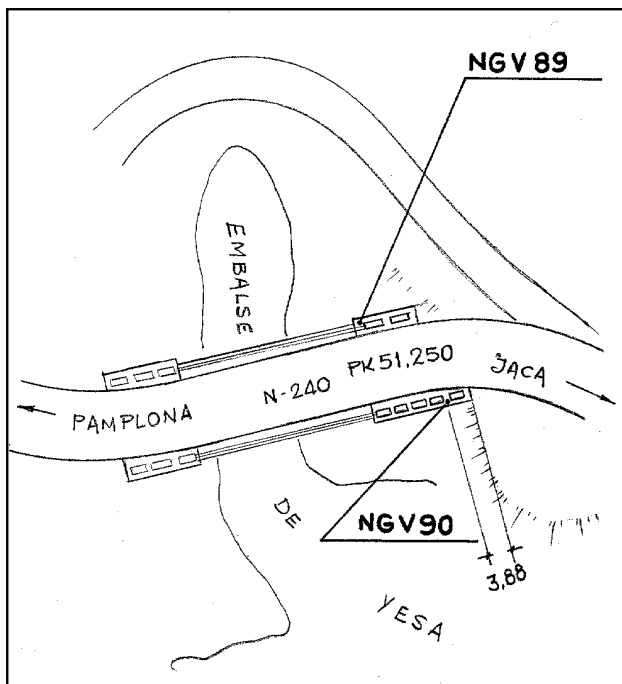 NGV 89
EMBALSE
N-240 PK 51,250
JACA
PAMPLONA
DE
NGV90
3,88
YESA